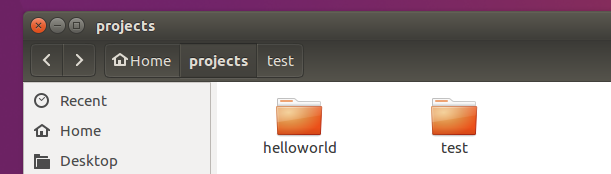 projects
Home projects test
Recent
Home
Desktop
helloworld test